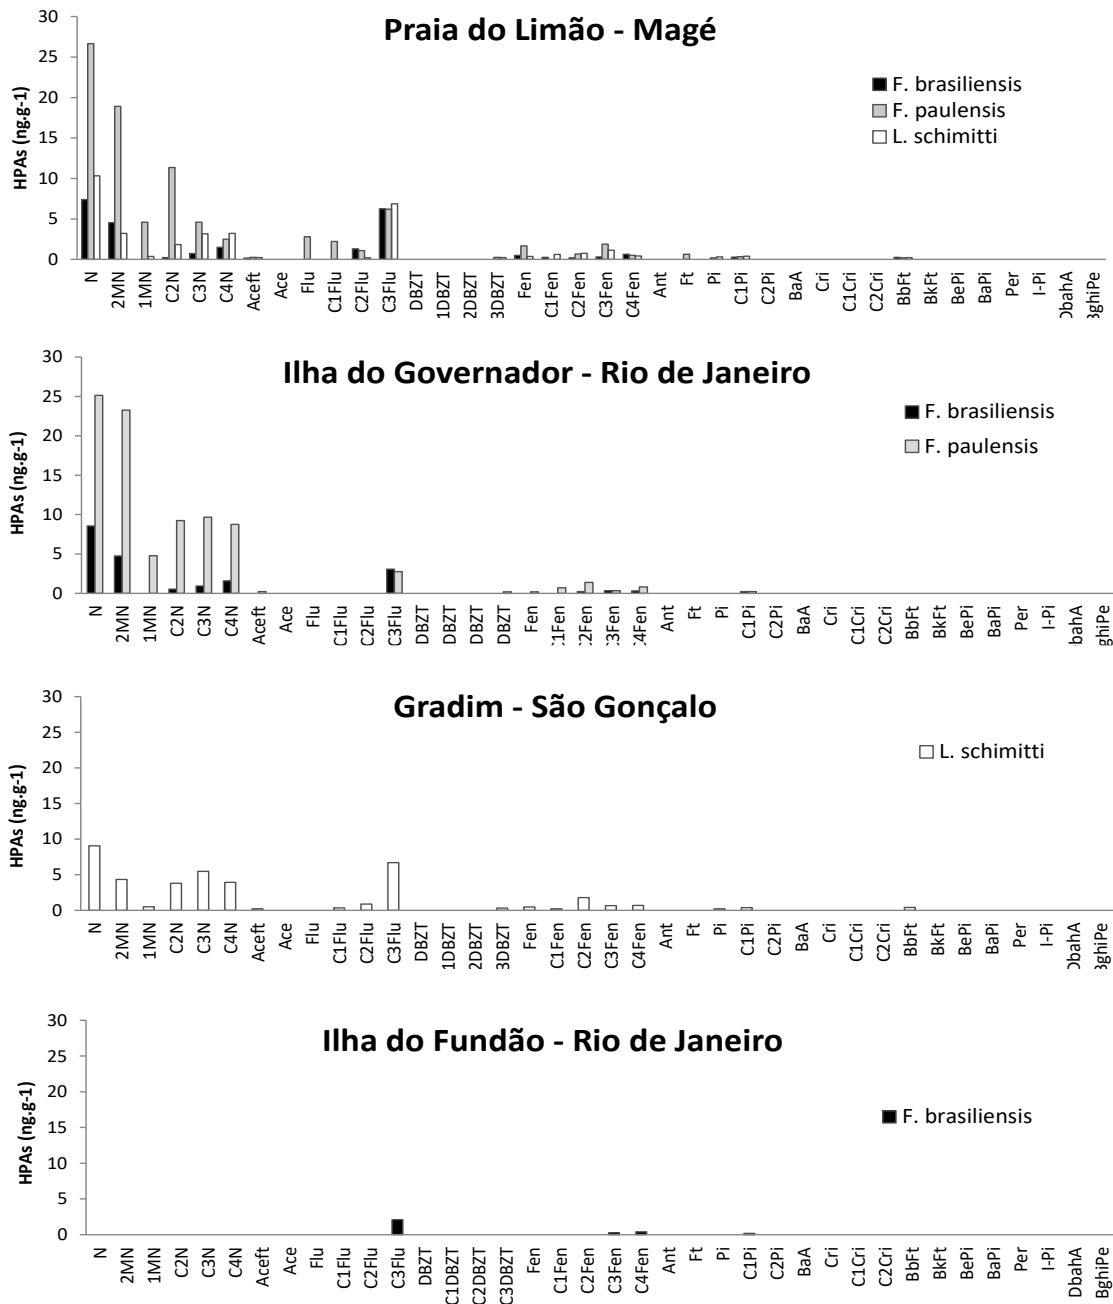 Praia do Limão - Magé
HPAs (ng.g-1)
30
25
20
15
10
5
0
F. brasiliensis
F. paulensis
L. schimitti
N 2MN 1MN C2N C3N C4N Aceft Ace Flu C1Flu C2Flu C3Flu DBZT 1DBZT 2DBZT 3DBZT Fen C1Fen C2Fen C3Fen C4Fen Ant Ft Pi C1Pi C2Pi BaA Cri C1Cri C2Cri BbFt BkFt BePi BaPi Per I-Pi DbahA BghiPe
Ilha do Governador - Rio de Janeiro
HPAs (ng.g-1)
30
25
20
15
10
5
0
F. brasiliensis
F. paulensis
N 2MN 1MN C2N C3N C4N Aceft Ace Flu C1Flu C2Flu C3Flu DBZT DBZT DBZT DBZT Fen C1Fen C2Fen C3Fen C4Fen Ant Ft Pi C1Pi C2Pi BaA Cri C1Cri C2Cri BbFt BkFt BePi BaPi Per I-Pi DbahA BghiPe
Gradim - São Gonçalo
HPAs (ng.g-1)
30
25
20
15
10
5
0
L. schimitti
N 2MN 1MN C2N C3N C4N Aceft Ace Flu C1Flu C2Flu C3Flu DBZT 1DBZT 2DBZT 3DBZT Fen C1Fen C2Fen C3Fen C4Fen Ant Ft Pi C1Pi C2Pi BaA Cri C1Cri C2Cri BbFt BkFt BePi BaPi Per I-Pi DbahA BghiPe
Ilha do Fundão - Rio de Janeiro
HPAs (ng.g-1)
30
25
20
15
10
5
0
F. brasiliensis
N 2MN 1MN C2N C3N C4N Aceft Ace Flu C1Flu C2Flu C3Flu DBZT C1DBZT C2DBZT C3DBZT Fen C1Fen C2Fen C3Fen C4Fen Ant Ft Pi C1Pi C2Pi BaA Cri C1Cri C2Cri BbFt BkFt BePi BaPi Per I-Pi DbahA BghiPe